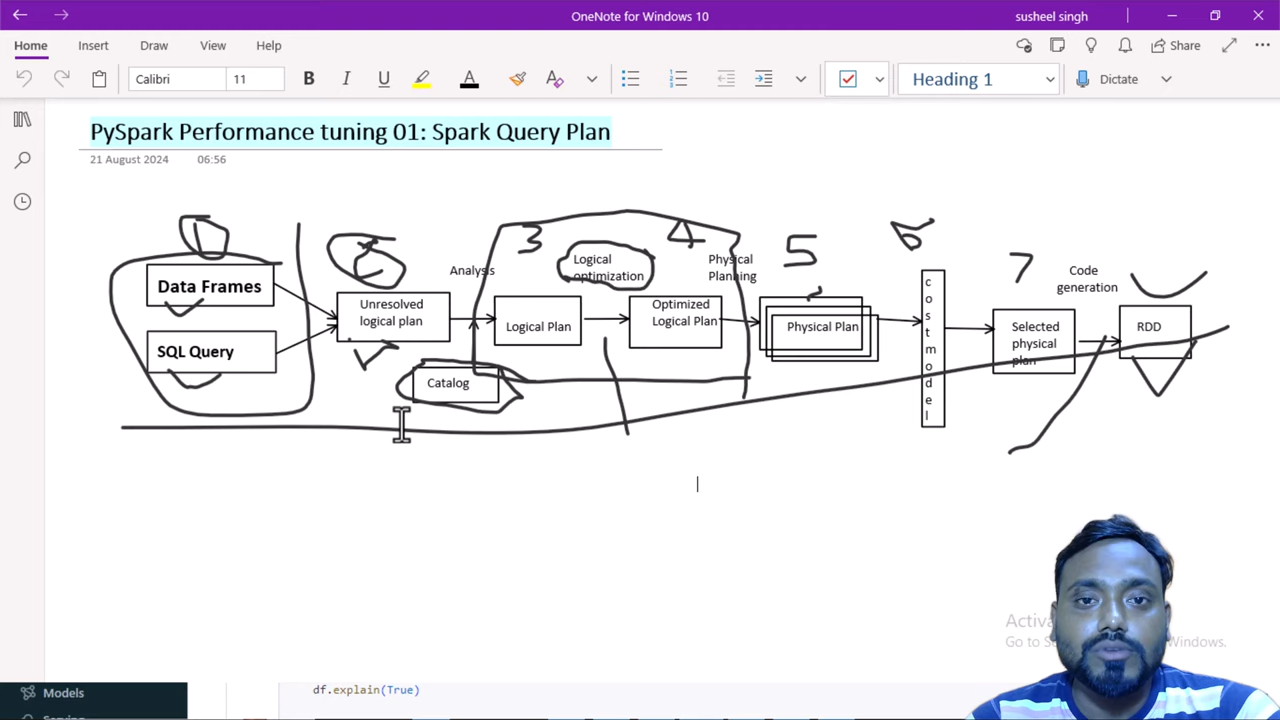 OneNote for Windows 10
susheel singh
Home Insert Draw View Help
Share
Calibri 11 B I U A A Heading 1 Dictate
PySpark Performance tuning 01: Spark Query Plan
21 August 2024 06:56
1
2
3
4
5
6
7
Data Frames
SQL Query
Unresolved
logical plan
Analysis
Catalog
Logical Plan
Logical
optimization
Optimized
Logical Plan
Physical
Planning
Physical Plan
c
o
s
t
m
o
d
e
l
Selected
physical
plan
Code
generation
RDD
Models
df.explain(True)